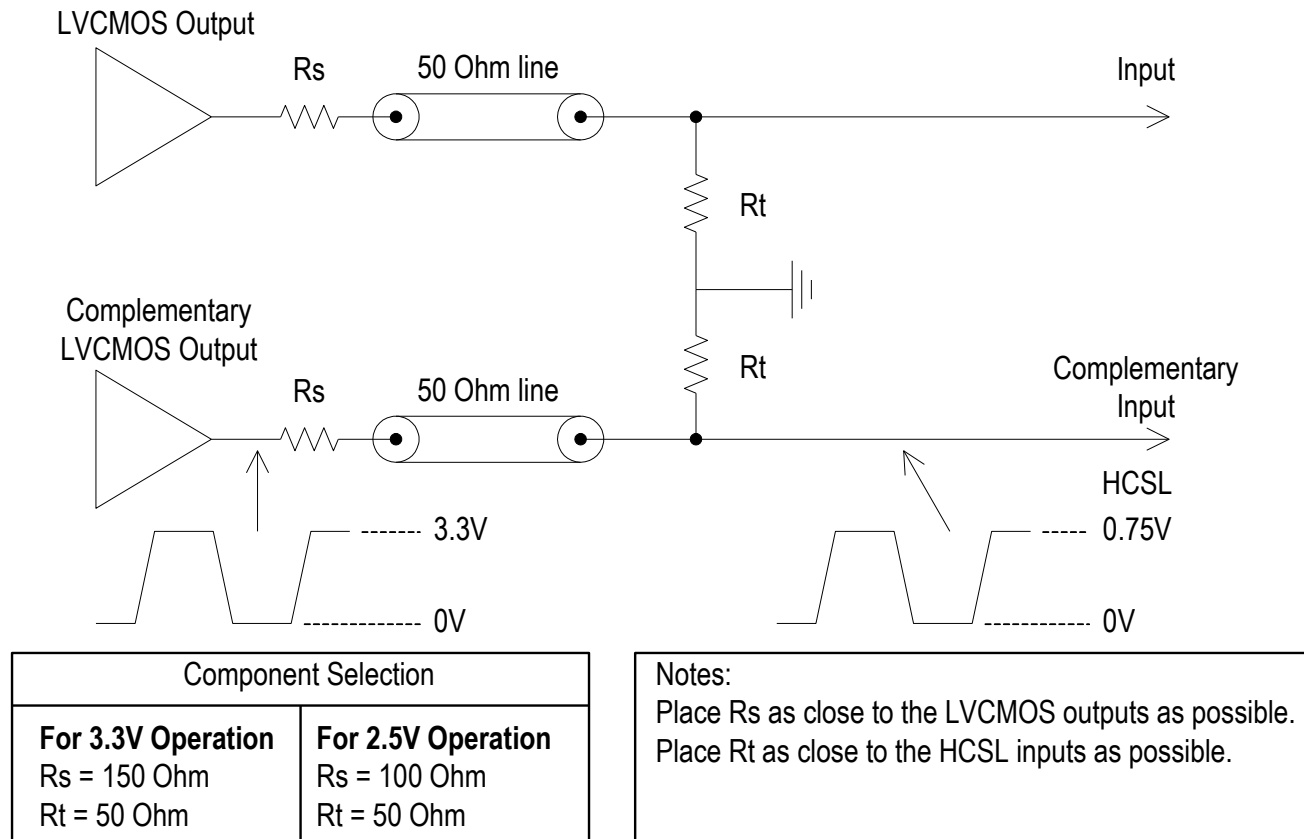 LVCMOS Output
Rs
50 Ohm line
Input
Rt
Complementary
LVCMOS Output
Rs
50 Ohm line
Rt
Complementary
Input
HCSL
3.3V
0.75V
0V
0V
Component Selection
For 3.3V Operation
Rs = 150 Ohm
Rt = 50 Ohm
For 2.5V Operation
Rs = 100 Ohm
Rt = 50 Ohm
Notes:
Place Rs as close to the LVCMOS outputs as possible.
Place Rt as close to the HCSL inputs as possible.